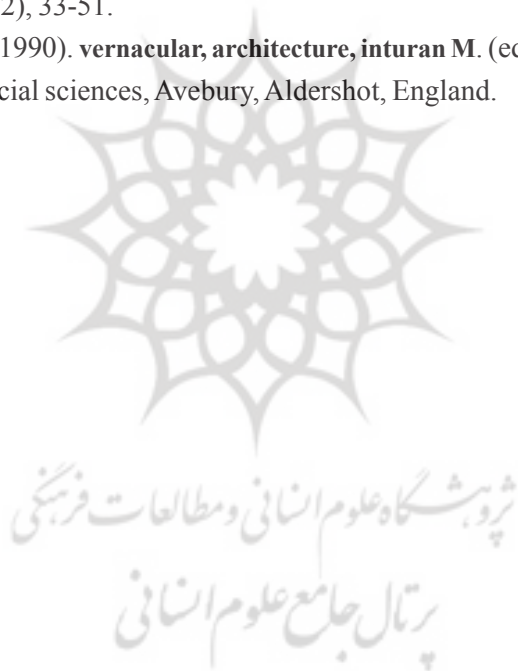 2), 33-51.
1990). vernacular, architecture, inturan M. (ec
cial sciences, Avebury, Aldershot, England.
پژوهشگاه علوم انسانی و مطالعات فرهنگی
پرتال جامع علوم انسانی